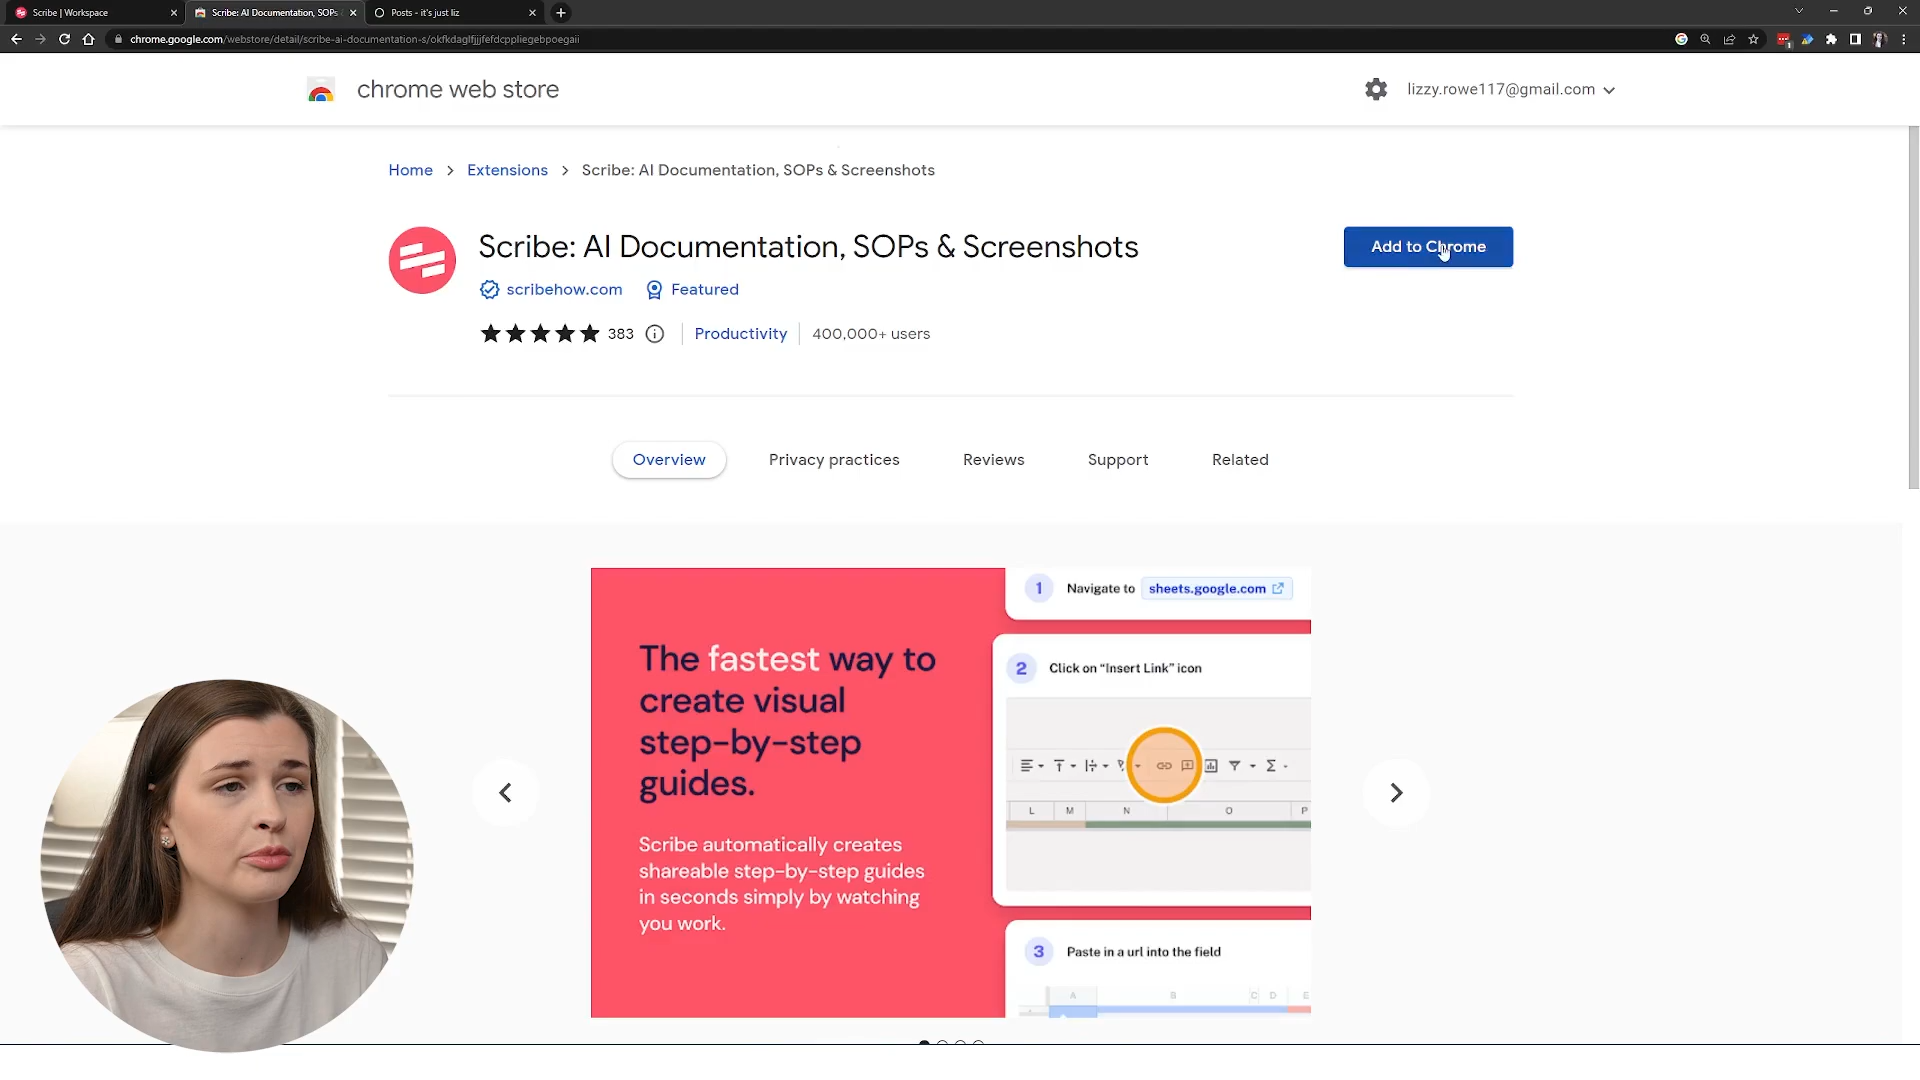 Scribe | Workspace
Scribe: AI Documentation, SOPs
Posts - it's just liz
chrome.google.com/webstore/detail/scribe-ai-documentation-s/okfkdaglfjjjfefdcppliegebpoegaii
chrome web store
lizzy.rowe117@gmail.com
Home > Extensions > Scribe: AI Documentation, SOPs & Screenshots
Scribe: AI Documentation, SOPs & Screenshots
Add to Chrome
scribehow.com Featured
383 Productivity 400,000+ users
Overview Privacy practices Reviews Support Related
The fastest way to
create visual
step-by-step
guides.
Scribe automatically creates
shareable step-by-step guides
in seconds simply by watching
you work.
1 Navigate to sheets.google.com
2 Click on "Insert Link" icon
L M N O P
3 Paste in a url into the field
A B C D E